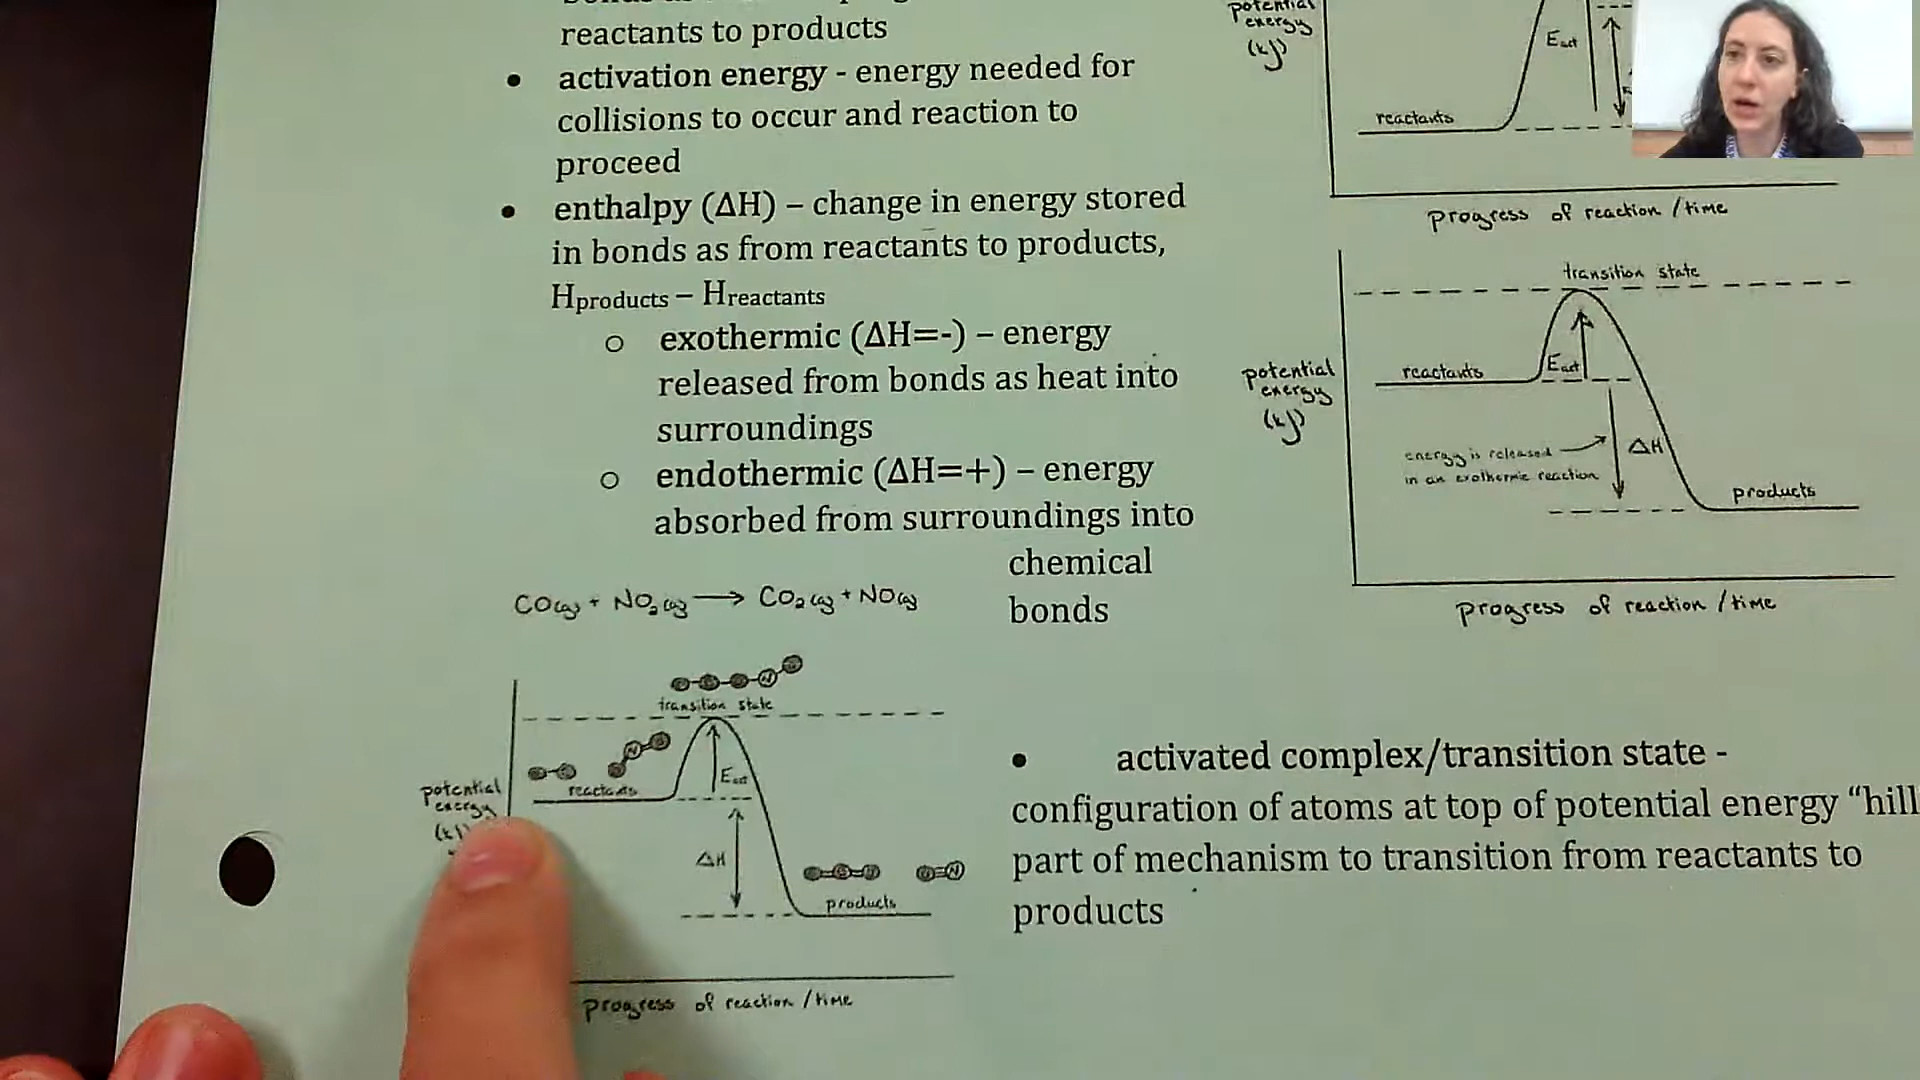 reactants to products
• activation energy - energy needed for
collisions to occur and reaction to
proceed
• enthalpy (ΔH) – change in energy stored
in bonds as from reactants to products,
Hproducts – Hreactants
o exothermic (ΔH=-) – energy
released from bonds as heat into
surroundings
o endothermic (ΔH=+) – energy
absorbed from surroundings into
chemical
bonds
CO(g) + NO₂(g) → CO₂(g) + NO(g)
transition state
N
N
Eact
reactants
potential
energy
ΔH
N
products
progress of reaction /time
potential
energy
(kJ)
Eact
reactants
progress of reaction /time
transition state
reactants
Eact
potential
energy
(kJ)
energy is released
in an exothermic reaction
ΔH
products
progress of reaction /time
• activated complex/transition state -
configuration of atoms at top of potential energy “hill
part of mechanism to transition from reactants to
products